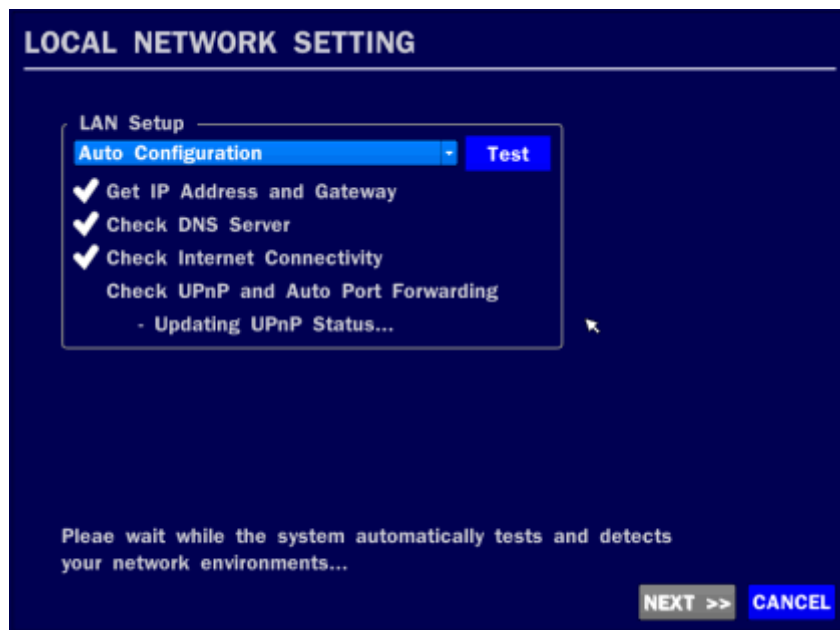 LOCAL NETWORK SETTING
LAN Setup
Auto Configuration
Test
Get IP Address and Gateway
Check DNS Server
Check Internet Connectivity
Check UPnP and Auto Port Forwarding
- Updating UPnP Status...
Pleae wait while the system automatically tests and detects
your network environments...
NEXT >> CANCEL